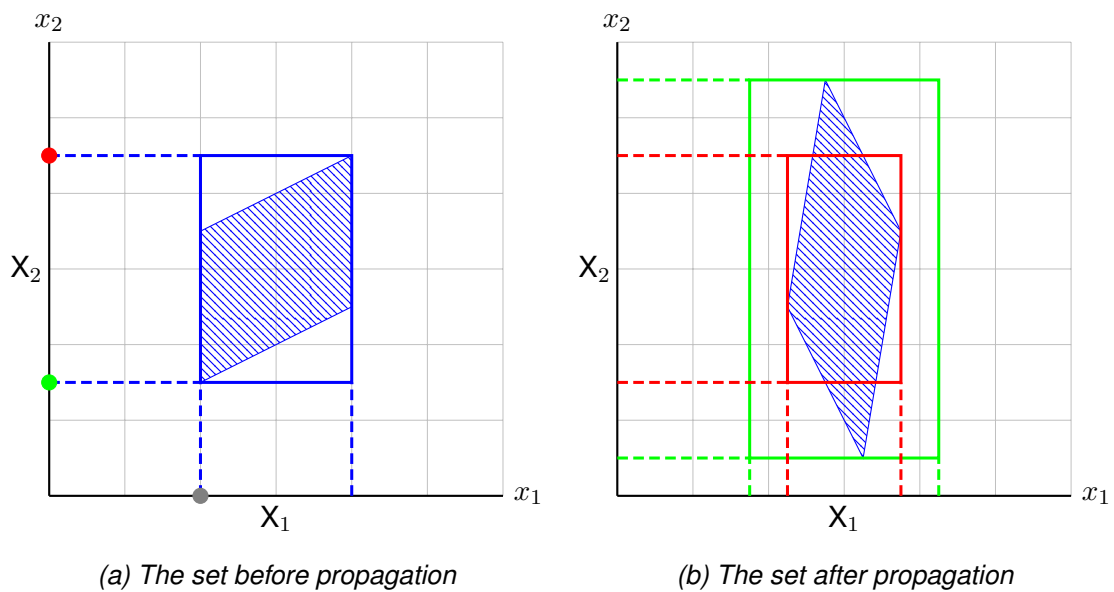 x₂
X₂
x₁
X₁
(a) The set before propagation
x₂
X₂
x₁
X₁
(b) The set after propagation